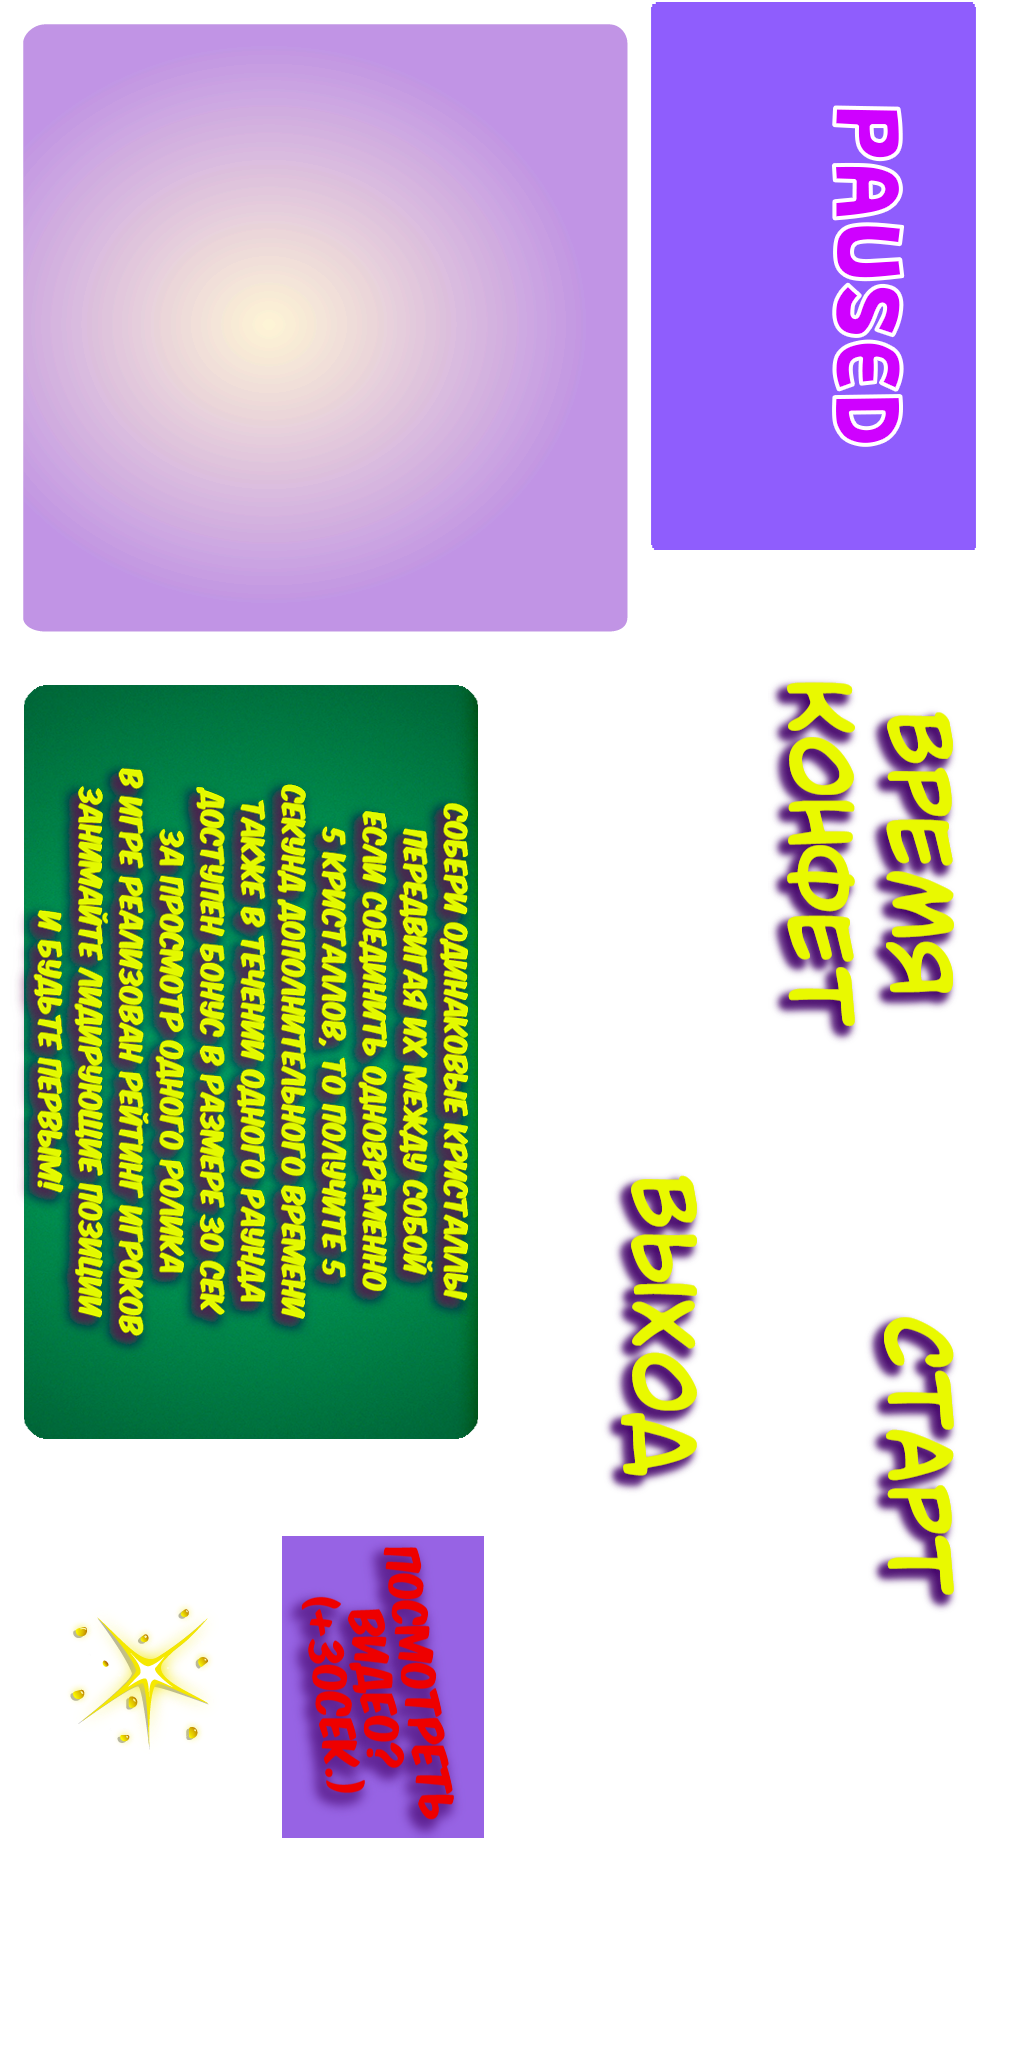 PAUSED
ВРЕМЯ
КОНФЕТ
СОБЕРИ ОДИНАКОВЫЕ КРИСТАЛЛЫ
ПЕРЕДВИГАЯ ИХ МЕЖДУ СОБОЙ
ЕСЛИ СОЕДИНИТЬ ОДНОВРЕМЕННО
5 КРИСТАЛЛОВ, ТО ПОЛУЧИТЕ 5
СЕКУНД ДОПОЛНИТЕЛЬНОГО ВРЕМЕНИ
ТАКЖЕ В ТЕЧЕНИИ ОДНОГО РАУНДА
ДОСТУПЕН БОНУС В РАЗМЕРЕ 30 СЕК
ЗА ПРОСМОТР ОДНОГО РОЛИКА
В ИГРЕ РЕАЛИЗОВАН РЕЙТИНГ ИГРОКОВ
ЗАНИМАЙТЕ ЛИДИРУЮЩИЕ ПОЗИЦИИ
И БУДЬТЕ ПЕРВЫМ!
ВЫХОД
СТАРТ
ПОСМОТРЕТЬ
ВИДЕО?
(+30СЕК.)